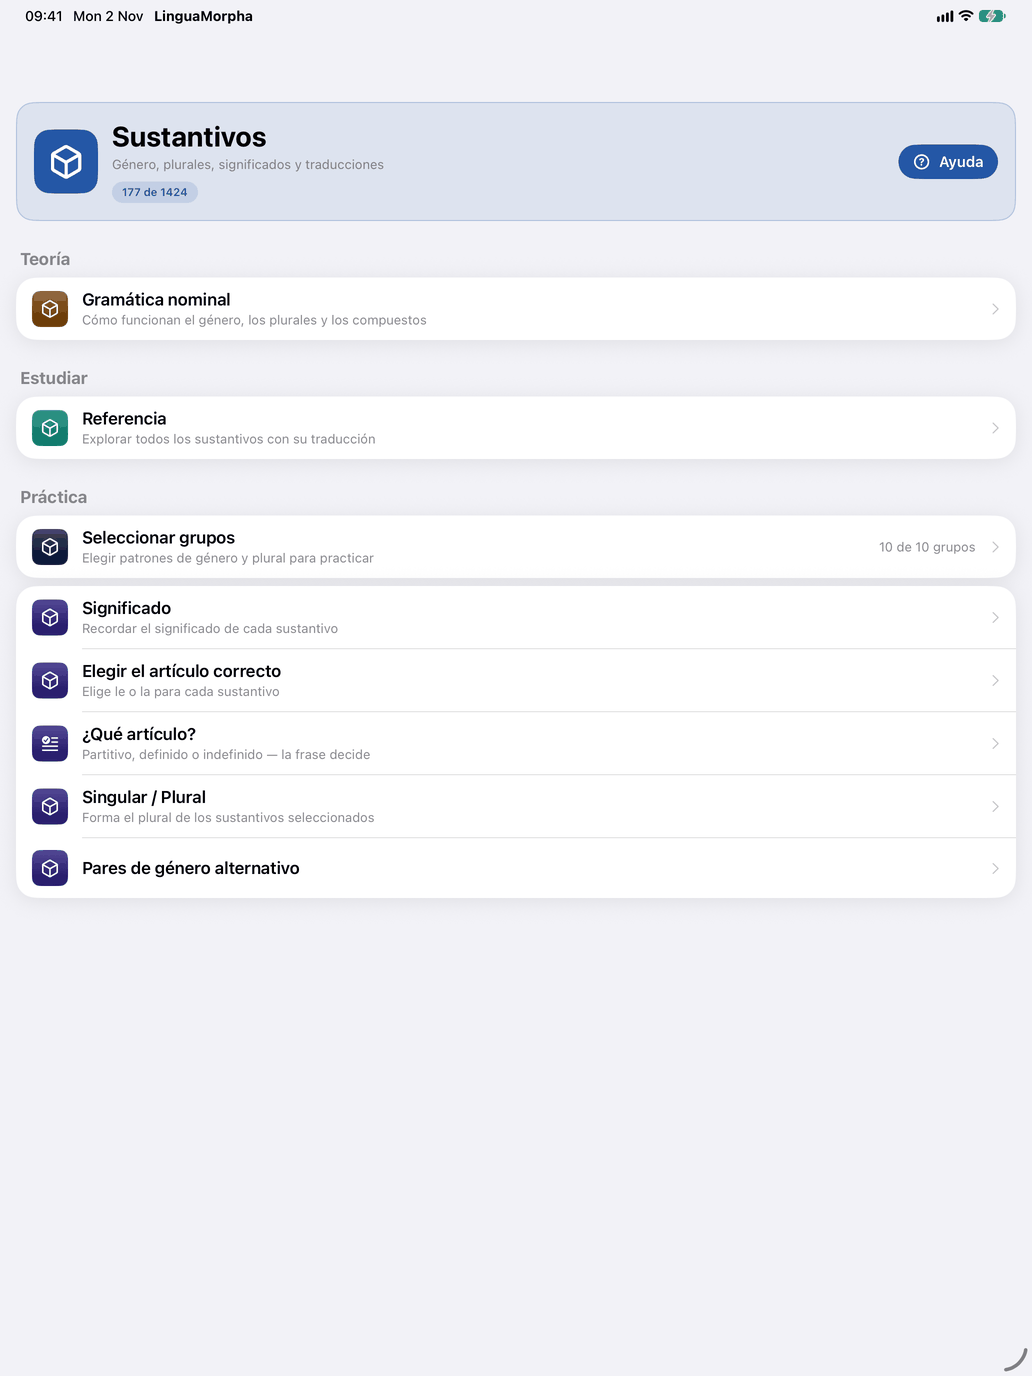 09:41 Mon 2 Nov LinguaMorpha
Sustantivos
Género, plurales, significados y traducciones
177 de 1424
Ayuda
Teoría
Gramática nominal
Cómo funcionan el género, los plurales y los compuestos
Estudiar
Referencia
Explorar todos los sustantivos con su traducción
Práctica
Seleccionar grupos
Elegir patrones de género y plural para practicar
10 de 10 grupos
Significado
Recordar el significado de cada sustantivo
Elegir el artículo correcto
Elige le o la para cada sustantivo
¿Qué artículo?
Partitivo, definido o indefinido — la frase decide
Singular / Plural
Forma el plural de los sustantivos seleccionados
Pares de género alternativo